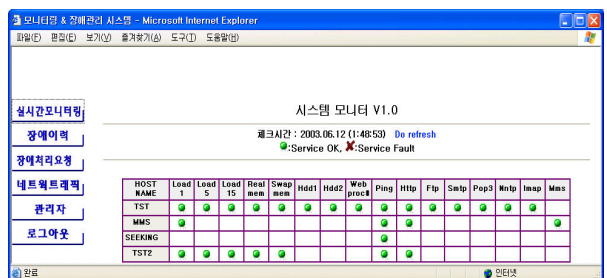 모니터링 & 장애관리 시스템 - Microsoft Internet Explorer
파일(F) 편집(E) 보기(V) 즐겨찾기(A) 도구(T) 도움말(H)
시스템 모니터 V1.0
체크시간 : 2003.06.12 (1:48:53) Do refresh
:Service OK, :Service Fault
실시간모니터링
장애이력
장애처리요청
네트웍트래픽
관리자
로그아웃
HOST NAME Load 1 Load 5 Load 15 Real mem Swap mem Hdd1 Hdd2 Web proc# Ping Http Ftp Smtp Pop3 Nntp Imap Mms
TST
MMS
SEEKING
TST2
완료 인터넷